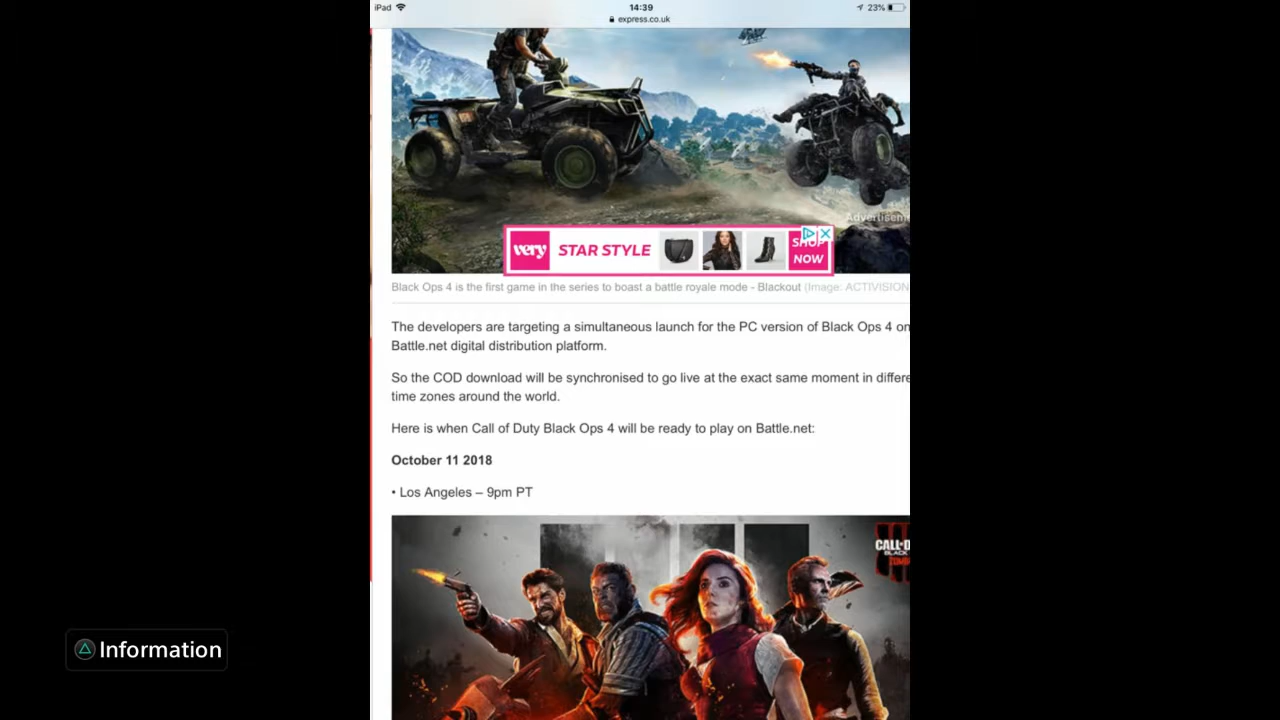 iPad
14:39
23%
express.co.uk
Advertiseme
very
STAR STYLE
SHOP
NOW
Black Ops 4 is the first game in the series to boast a battle royale mode - Blackout (Image: ACTIVISION
The developers are targeting a simultaneous launch for the PC version of Black Ops 4 on
Battle.net digital distribution platform.
So the COD download will be synchronised to go live at the exact same moment in differe
time zones around the world.
Here is when Call of Duty Black Ops 4 will be ready to play on Battle.net:
October 11 2018
• Los Angeles – 9pm PT
CALL·D
BLACK
ZOMB
Information